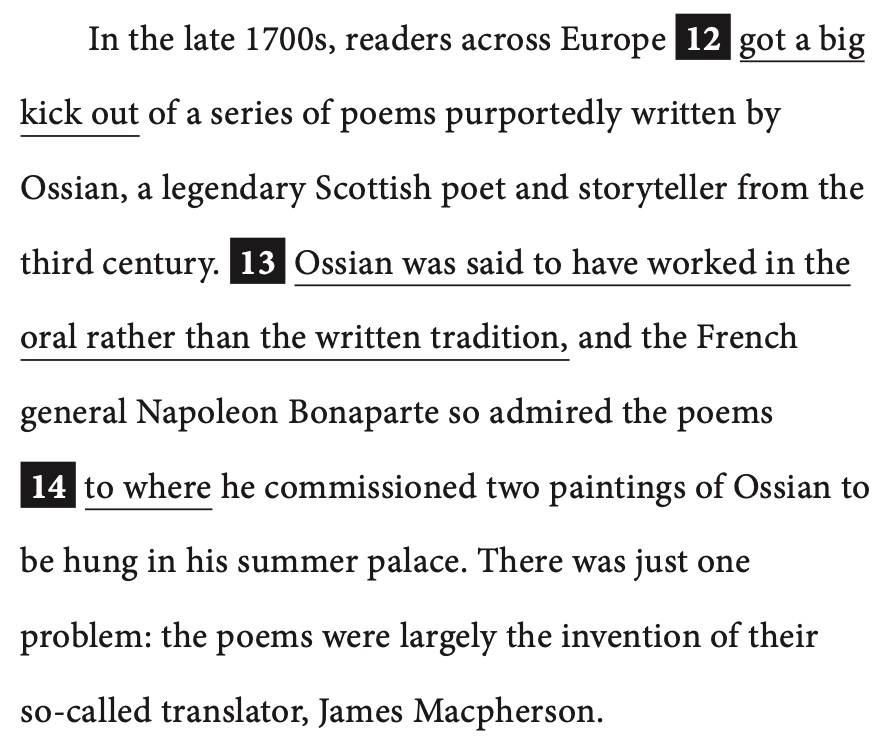 In the late 1700s, readers across Europe 12 got a big
kick out of a series of poems purportedly written by
Ossian, a legendary Scottish poet and storyteller from the
third century. 13 Ossian was said to have worked in the
oral rather than the written tradition, and the French
general Napoleon Bonaparte so admired the poems
14 to where he commissioned two paintings of Ossian to
be hung in his summer palace. There was just one
problem: the poems were largely the invention of their
so-called translator, James Macpherson.